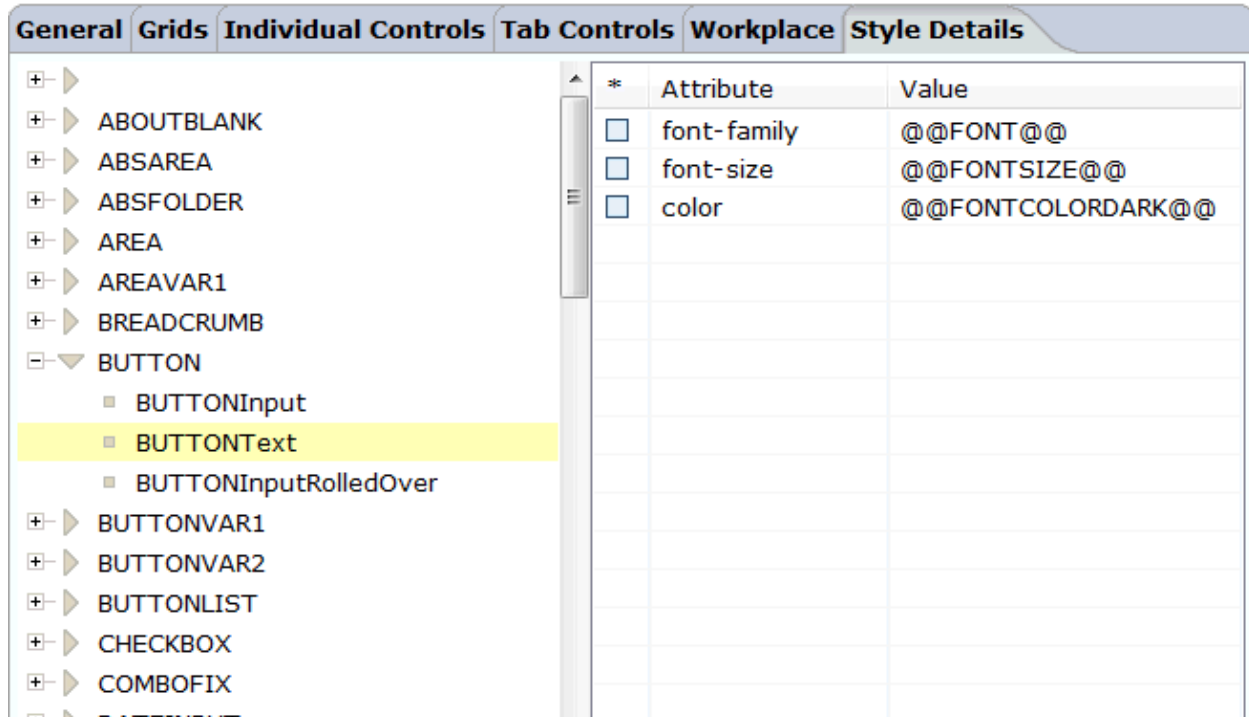 General Grids Individual Controls Tab Controls Workplace Style Details
ABOUTBLANK
ABSAREA
ABSFOLDER
AREA
AREAVAR1
BREADCRUMB
BUTTON
BUTTONInput
BUTTONText
BUTTONInputRolledOver
BUTTONVAR1
BUTTONVAR2
BUTTONLIST
CHECKBOX
COMBOFIX
* Attribute Value
font-family @@FONT@@
font-size @@FONTSIZE@@
color @@FONTCOLORDARK@@